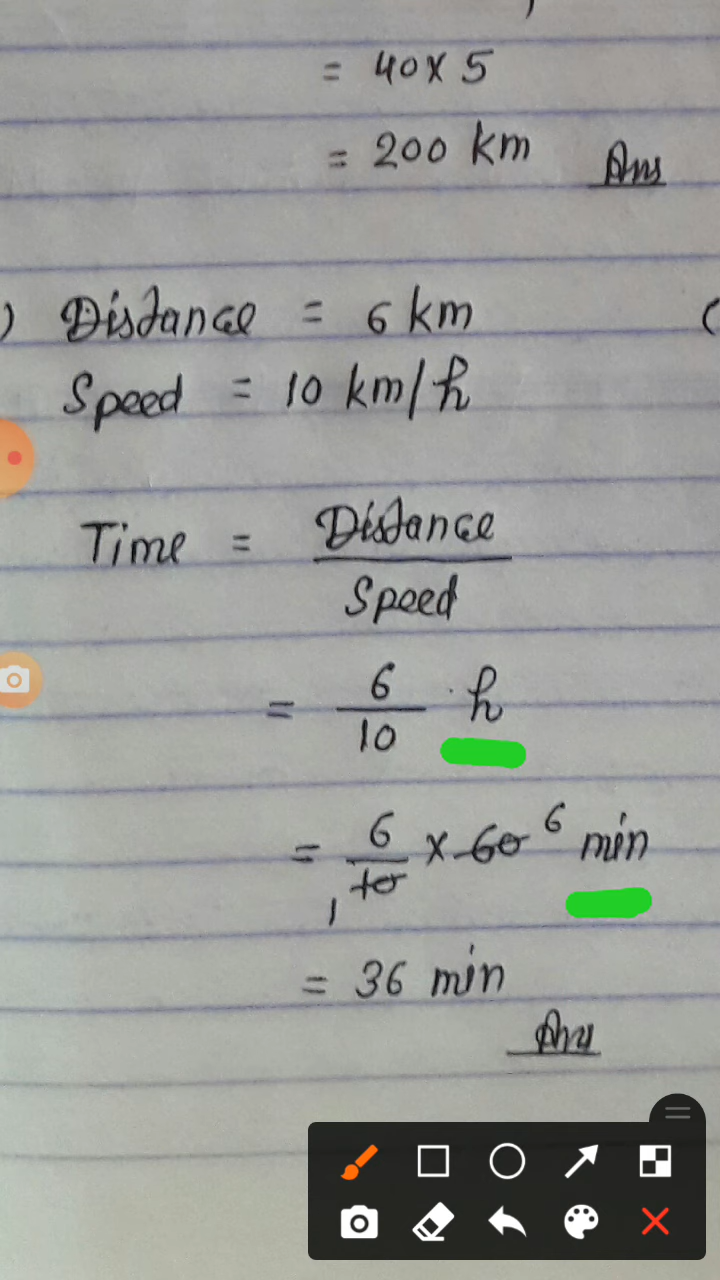 = 40 x 5
= 200 km Ans
) Distance = 6 km (
Speed = 10 km/h
Time = Distance
Speed
= 6 h
10
= 6 x 60 6 min
1 10
= 36 min
Ans